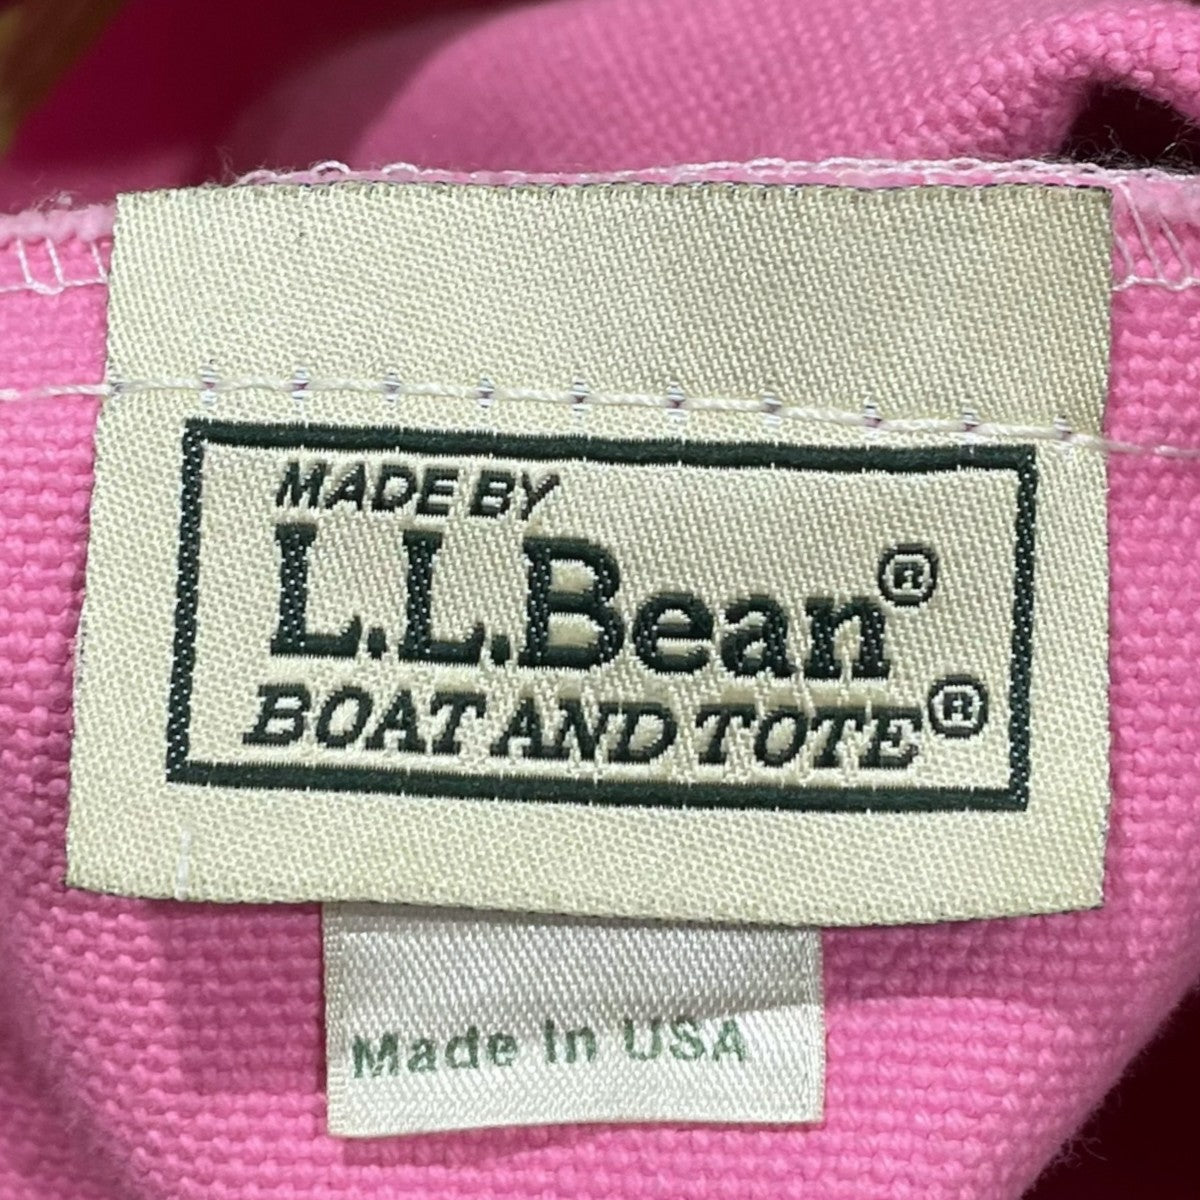 MADE BY
L.L.Bean®
BOAT AND TOTE®
Made In USA